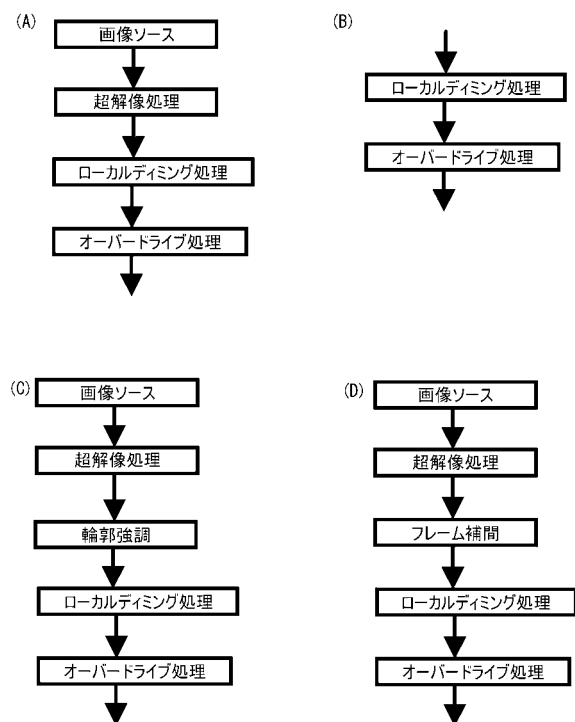 (A)
画像ソース
超解像処理
ローカルディミング処理
オーバードライブ処理
(B)
ローカルディミング処理
オーバードライブ処理
(C)
画像ソース
超解像処理
輪郭強調
ローカルディミング処理
オーバードライブ処理
(D)
画像ソース
超解像処理
フレーム補間
ローカルディミング処理
オーバードライブ処理